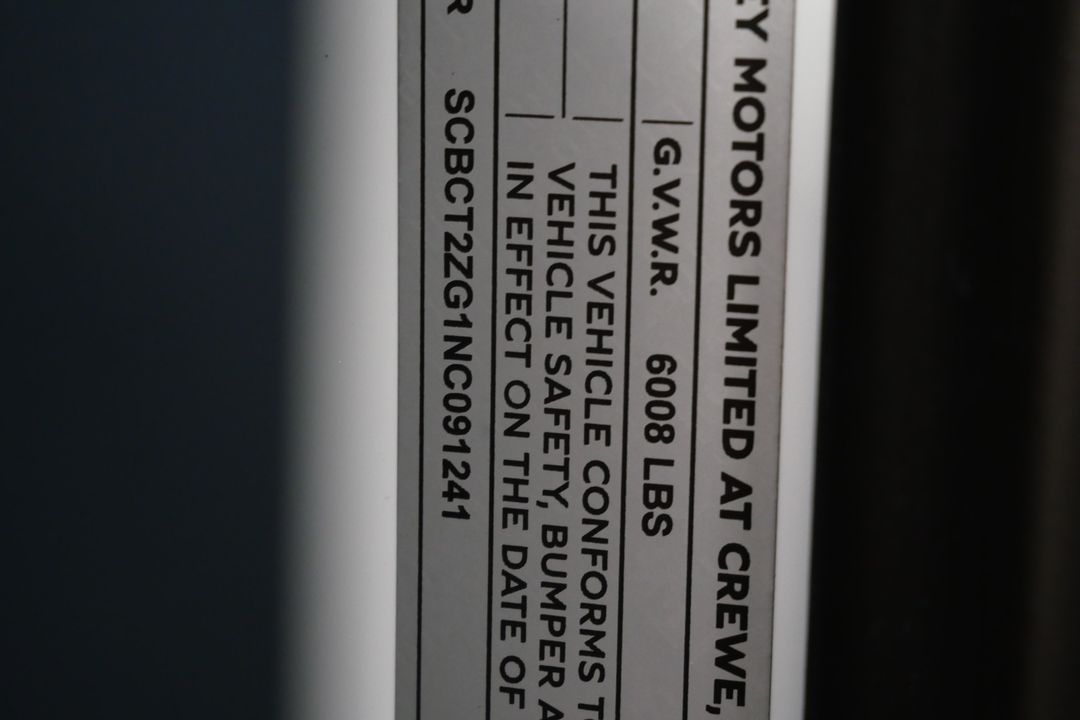 EY MOTORS LIMITED AT CREWE,
G.V.W.R. 6008 LBS
THIS VEHICLE CONFORMS T
VEHICLE SAFETY, BUMPER A
IN EFFECT ON THE DATE OF
R SCBCT2ZG1NC091241